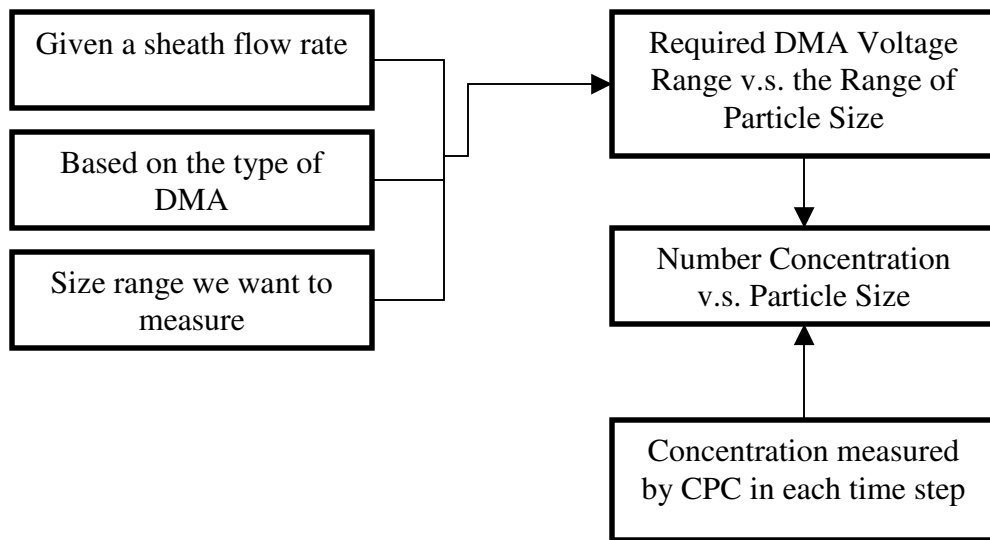 Given a sheath flow rate
Based on the type of
DMA
Size range we want to
measure
Required DMA Voltage
Range v.s. the Range of
Particle Size
Number Concentration
v.s. Particle Size
Concentration measured
by CPC in each time step